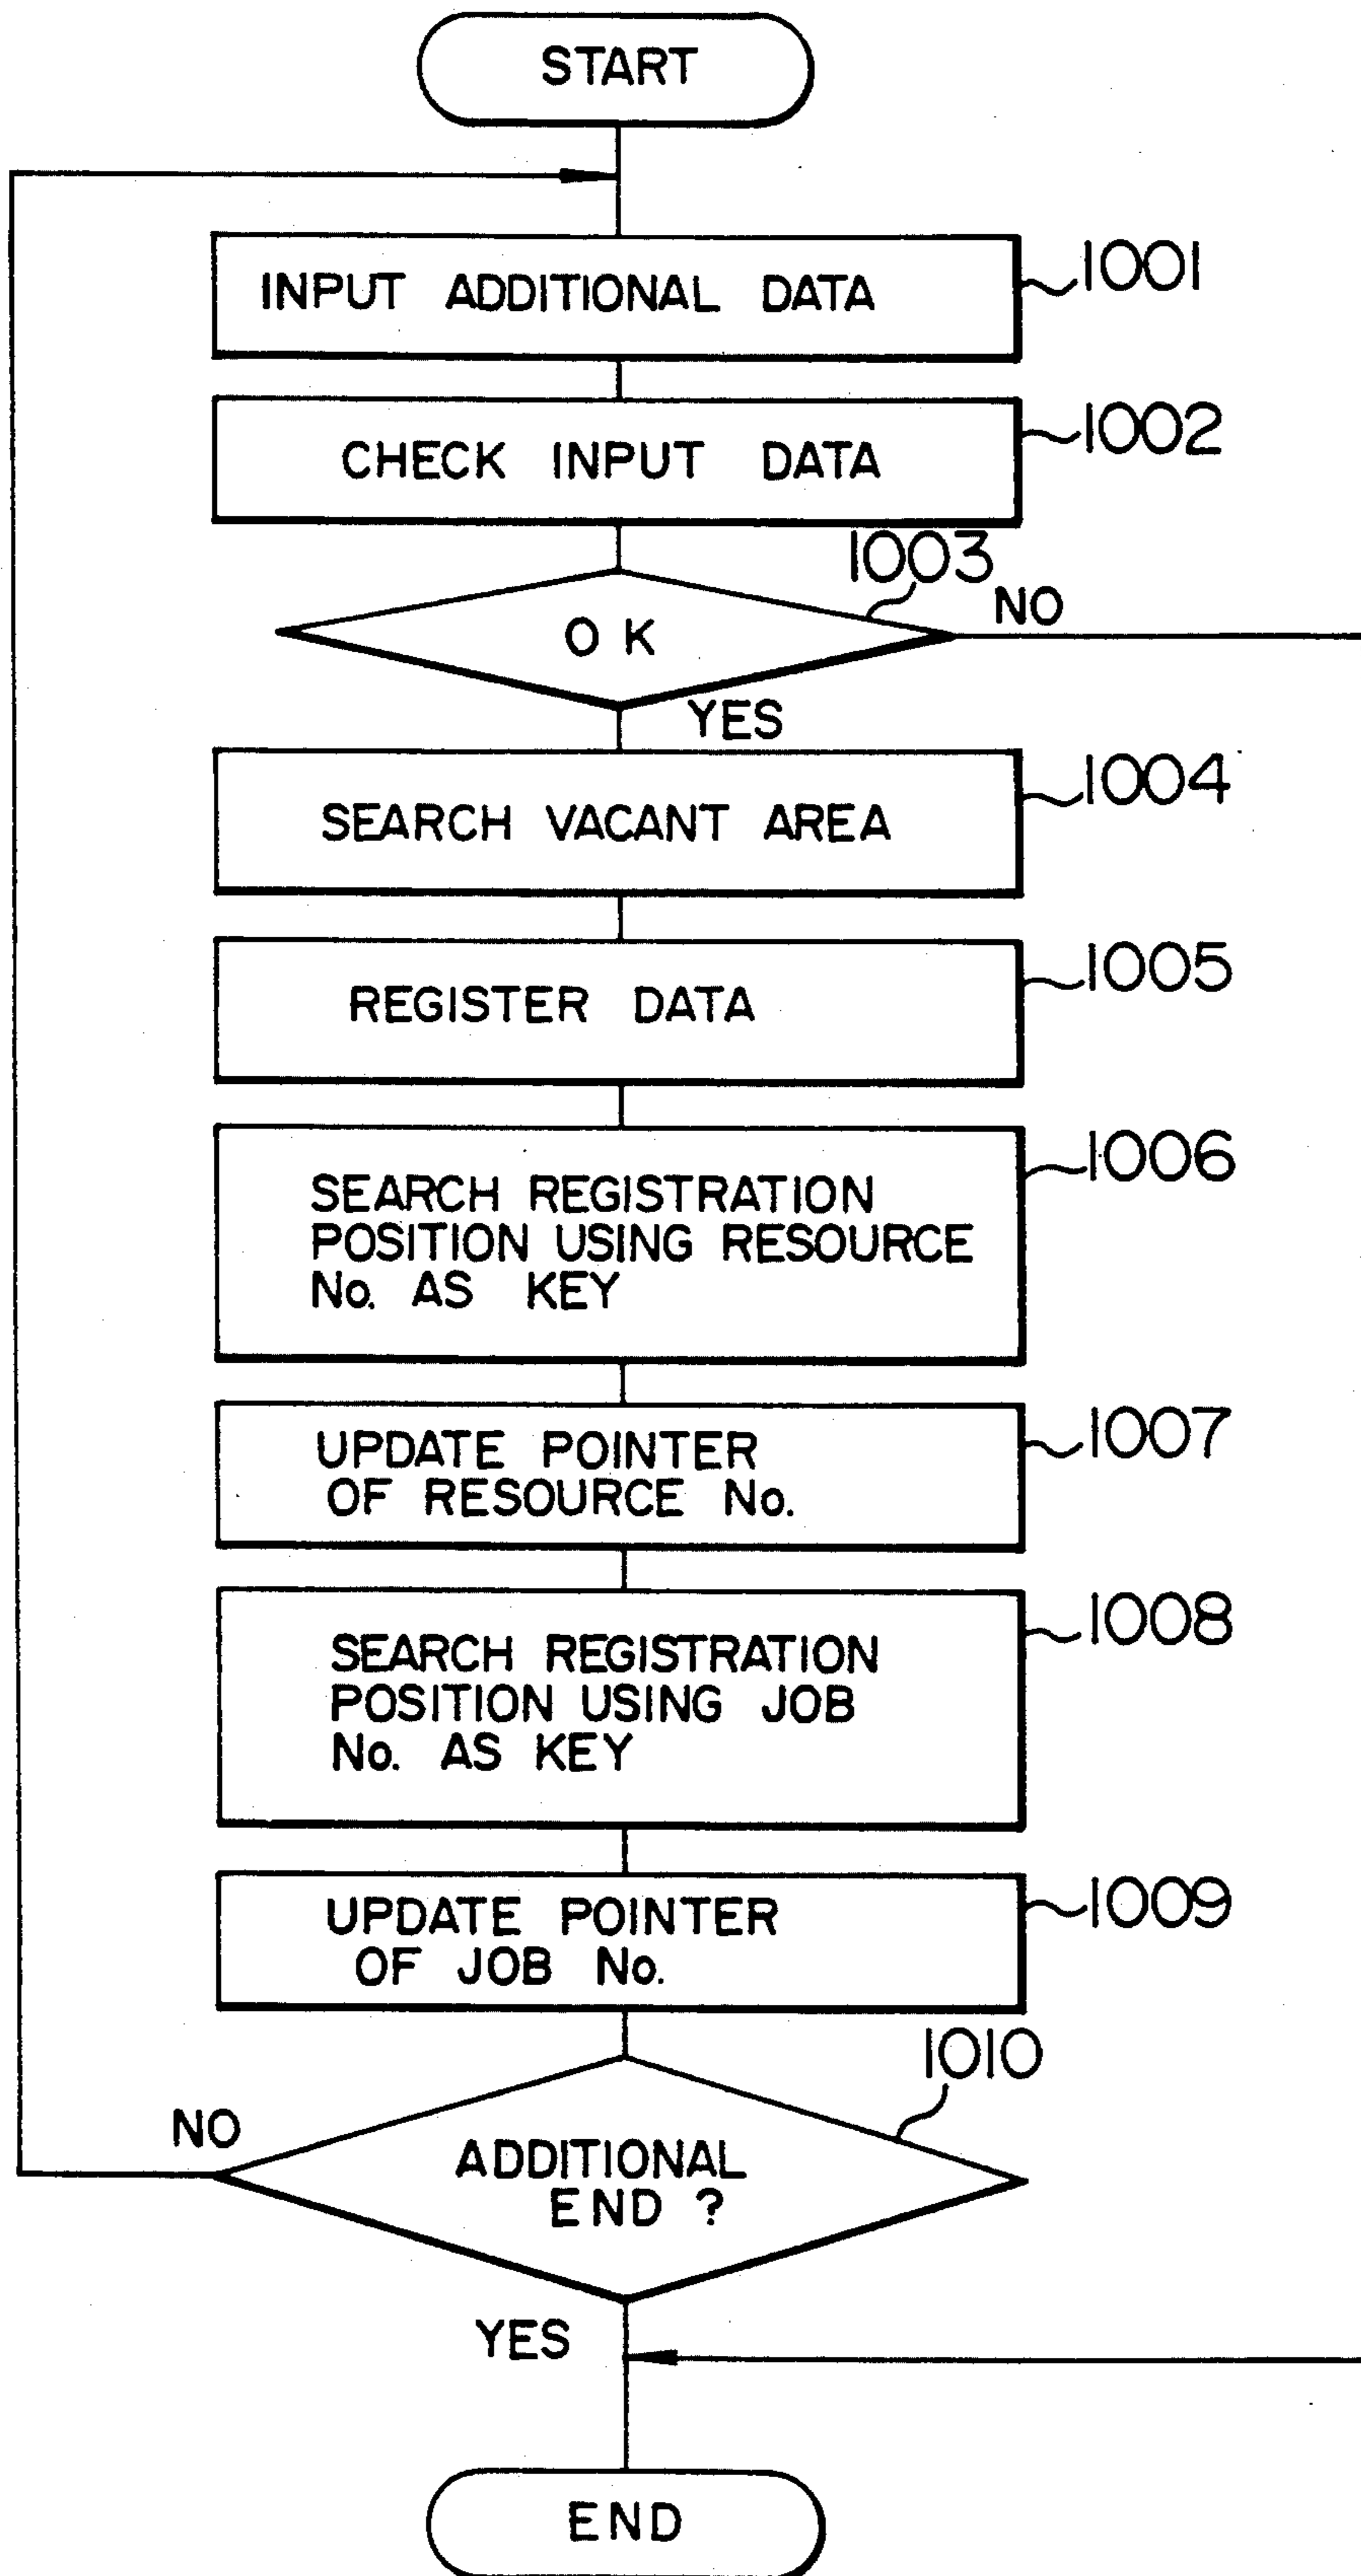 START
INPUT ADDITIONAL DATA
1001
CHECK INPUT DATA
1002
1003
OK
NO
YES
SEARCH VACANT AREA
1004
REGISTER DATA
1005
SEARCH REGISTRATION
POSITION USING RESOURCE
No. AS KEY
1006
UPDATE POINTER
OF RESOURCE No.
1007
SEARCH REGISTRATION
POSITION USING JOB
No. AS KEY
1008
UPDATE POINTER
OF JOB No.
1009
1010
NO
ADDITIONAL
END ?
YES
END